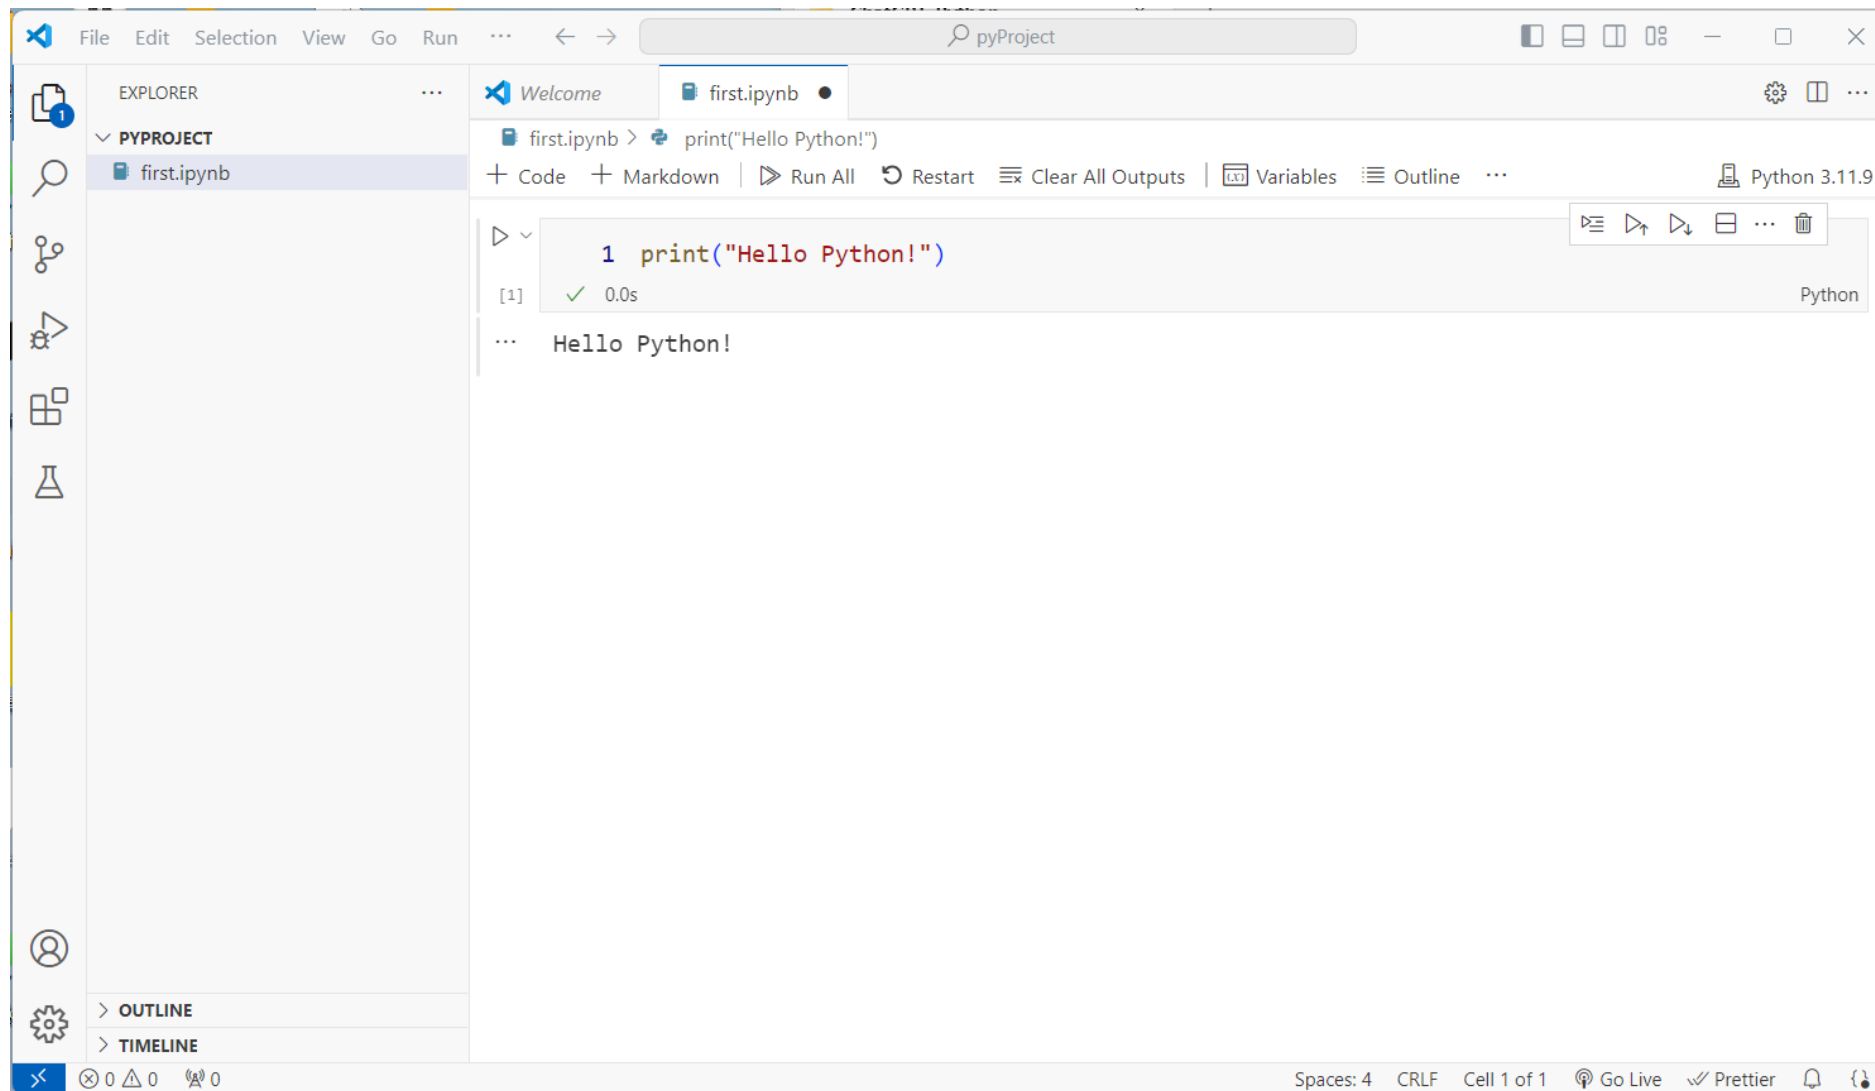 File Edit Selection View Go Run ··· pyProject
EXPLORER ···
Welcome
first.ipynb
1
PYPROJECT
first.ipynb
first.ipynb > print("Hello Python!")
+ Code + Markdown Run All Restart Clear All Outputs Variables Outline ··· Python 3.11.9
1 print("Hello Python!")
[1] 0.0s Python
··· Hello Python!
OUTLINE
TIMELINE
0 0 0 Spaces: 4 CRLF Cell 1 of 1 Go Live Prettier